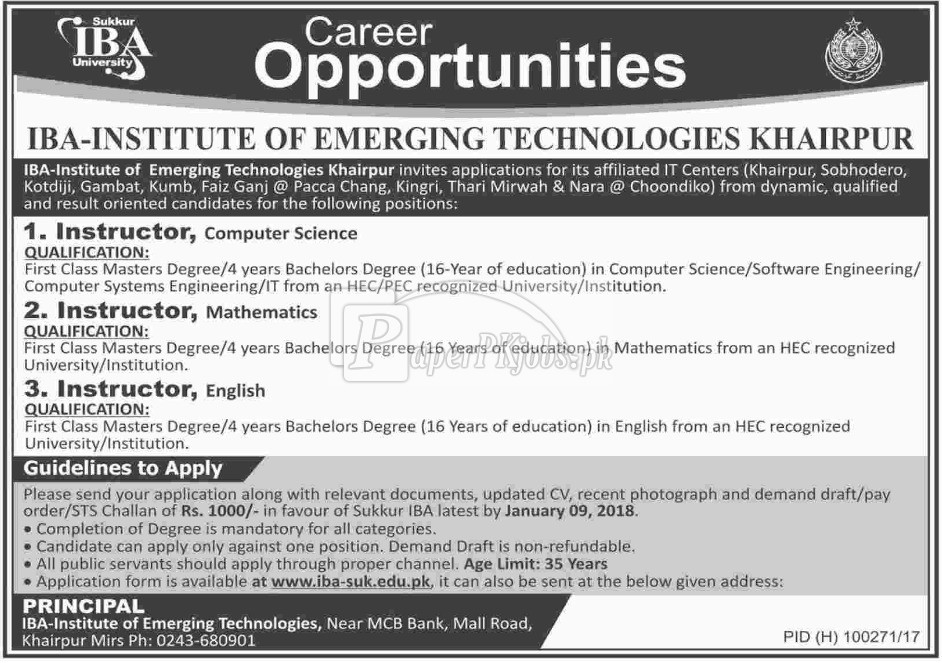 Sukkur
IBA
University
Career
Opportunities
IBA-INSTITUTE OF EMERGING TECHNOLOGIES KHAIRPUR
IBA-Institute of Emerging Technologies Khairpur invites applications for its affiliated IT Centers (Khairpur, Sobhodero,
Kotdiji, Gambat, Kumb, Faiz Ganj @ Pacca Chang, Kingri, Thari Mirwah & Nara @ Choondiko) from dynamic, qualified
and result oriented candidates for the following positions:
1. Instructor, Computer Science
QUALIFICATION:
First Class Masters Degree/4 years Bachelors Degree (16-Year of education) in Computer Science/Software Engineering/
Computer Systems Engineering/IT from an HEC/PEC recognized University/Institution.
2. Instructor, Mathematics
QUALIFICATION:
First Class Masters Degree/4 years Bachelors Degree (16 Years of education) in Mathematics from an HEC recognized
University/Institution.
PaperPKjobs.pk
3. Instructor, English
QUALIFICATION:
First Class Masters Degree/4 years Bachelors Degree (16 Years of education) in English from an HEC recognized
University/Institution.
Guidelines to Apply
Please send your application along with relevant documents, updated CV, recent photograph and demand draft/pay
order/STS Challan of Rs. 1000/- in favour of Sukkur IBA latest by January 09, 2018.
• Completion of Degree is mandatory for all categories.
• Candidate can apply only against one position. Demand Draft is non-refundable.
• All public servants should apply through proper channel. Age Limit: 35 Years
• Application form is available at www.iba-suk.edu.pk, it can also be sent at the below given address:
PRINCIPAL
IBA-Institute of Emerging Technologies, Near MCB Bank, Mall Road,
Khairpur Mirs Ph: 0243-680901
PID (H) 100271/17